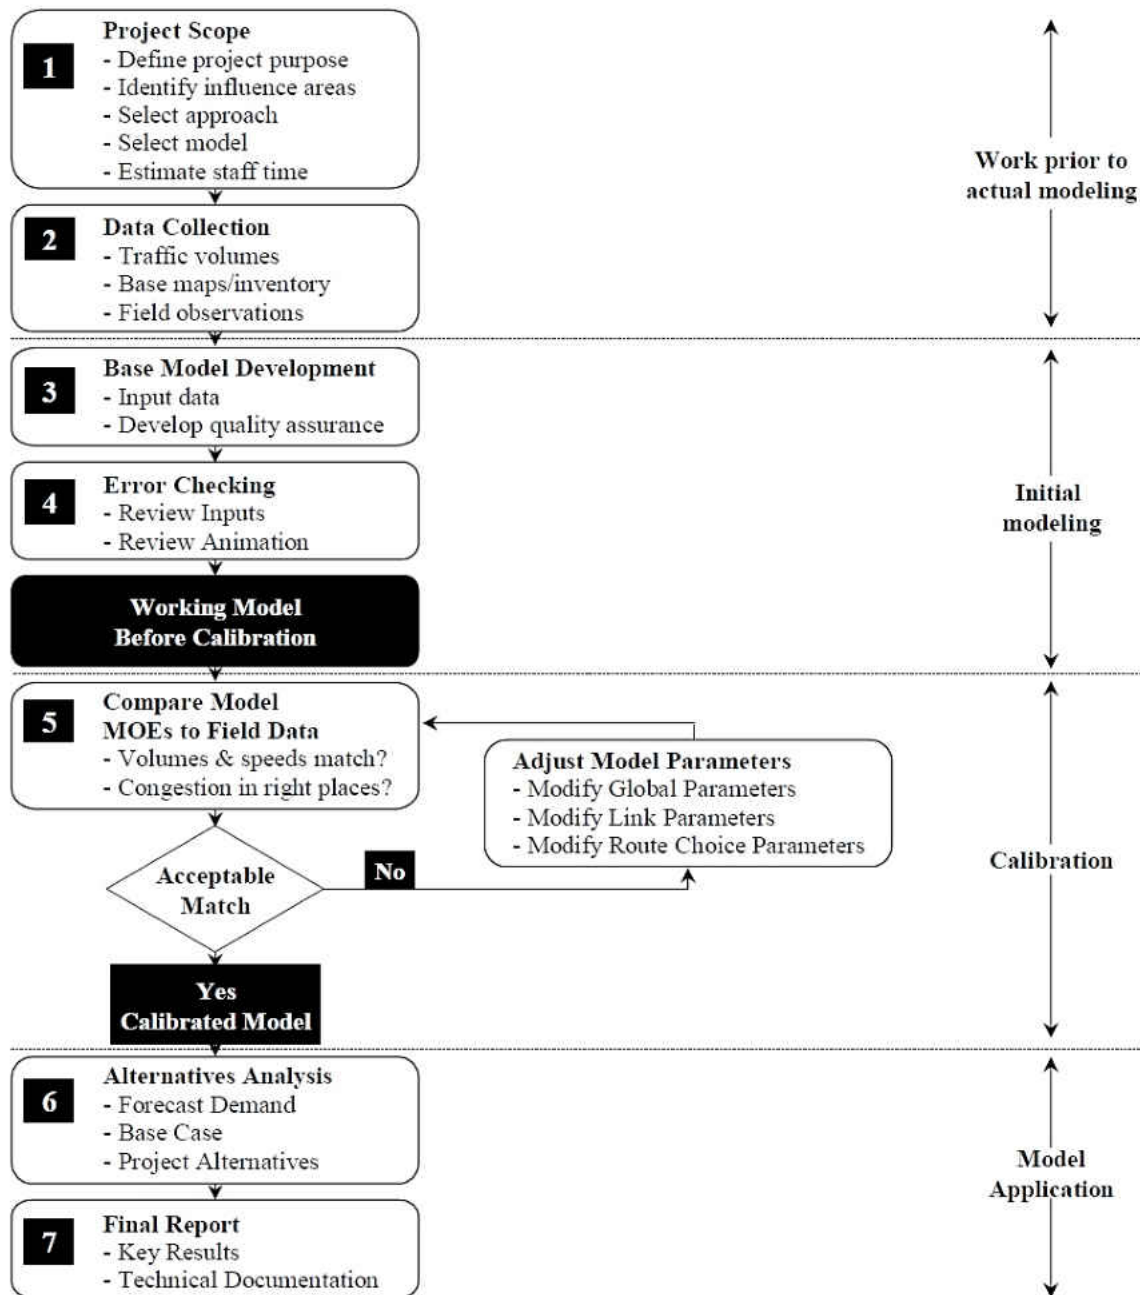 1
Project Scope
- Define project purpose
- Identify influence areas
- Select approach
- Select model
- Estimate staff time
Work prior to
actual modeling
2
Data Collection
- Traffic volumes
- Base maps/inventory
- Field observations
3
Base Model Development
- Input data
- Develop quality assurance
4
Error Checking
- Review Inputs
- Review Animation
Initial
modeling
Working Model
Before Calibration
5
Compare Model
MOEs to Field Data
- Volumes & speeds match?
- Congestion in right places?
Adjust Model Parameters
- Modify Global Parameters
- Modify Link Parameters
- Modify Route Choice Parameters
Calibration
Acceptable
Match
No
Yes
Calibrated Model
6
Alternatives Analysis
- Forecast Demand
- Base Case
- Project Alternatives
Model
Application
7
Final Report
- Key Results
- Technical Documentation